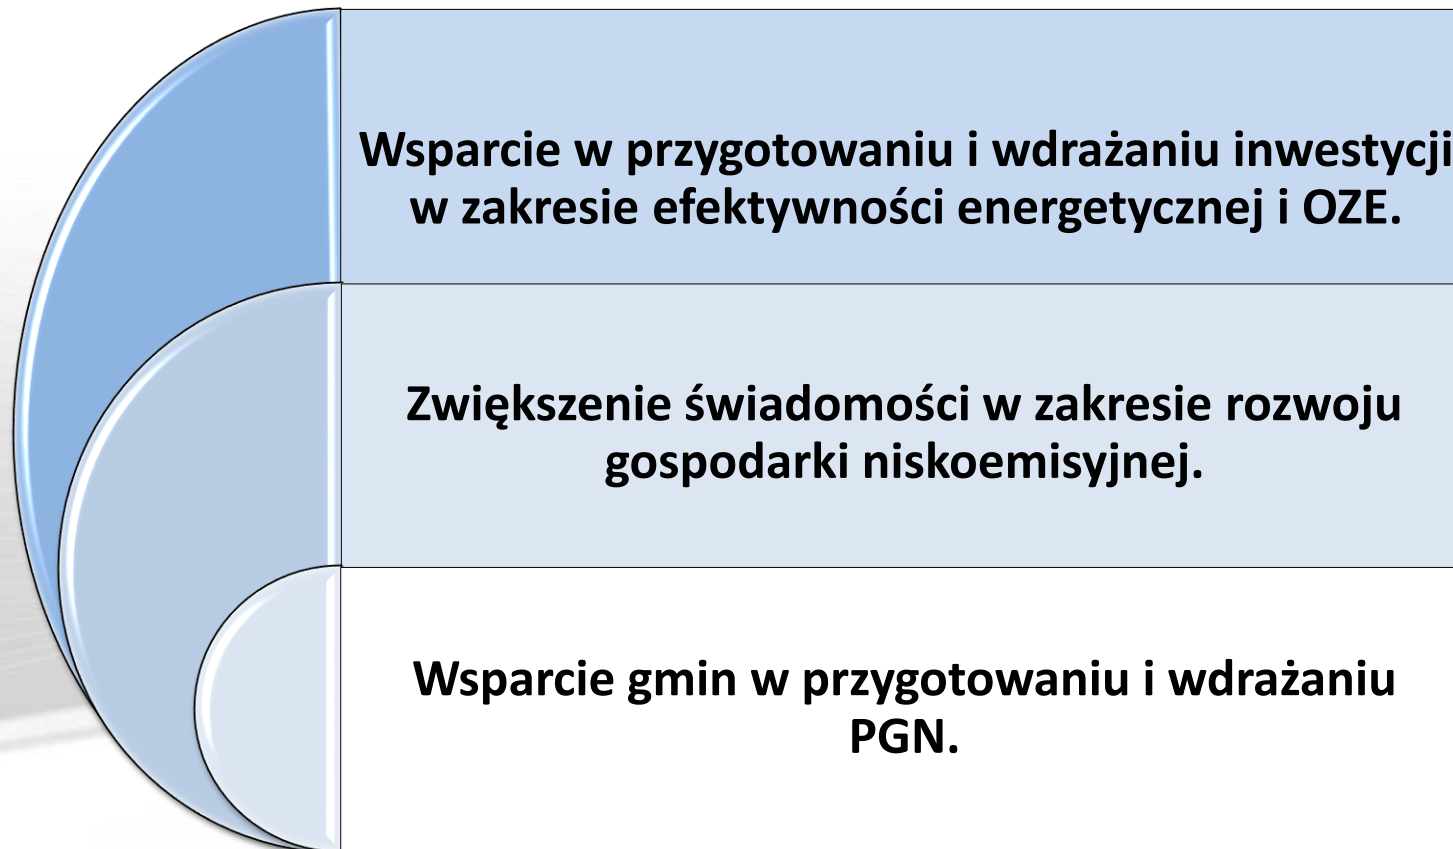 Wsparcie w przygotowaniu i wdrażaniu inwestycji
w zakresie efektywności energetycznej i OZE.
Zwiększenie świadomości w zakresie rozwoju
gospodarki niskoemisyjnej.
Wsparcie gmin w przygotowaniu i wdrażaniu
PGN.